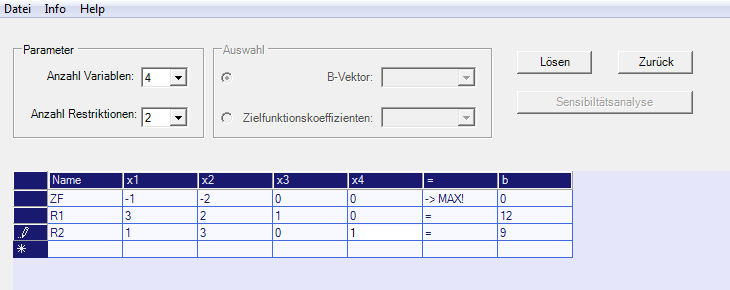 Datei Info Help
Parameter
Anzahl Variablen: 4
Anzahl Restriktionen: 2
Auswahl
B-Vektor:
Zielfunktionskoeffizienten:
Lösen Zurück
Sensibiltätsanalyse
Name x1 x2 x3 x4 = b
ZF -1 -2 0 0 -> MAX! 0
R1 3 2 1 0 = 12
R2 1 3 0 1 = 9